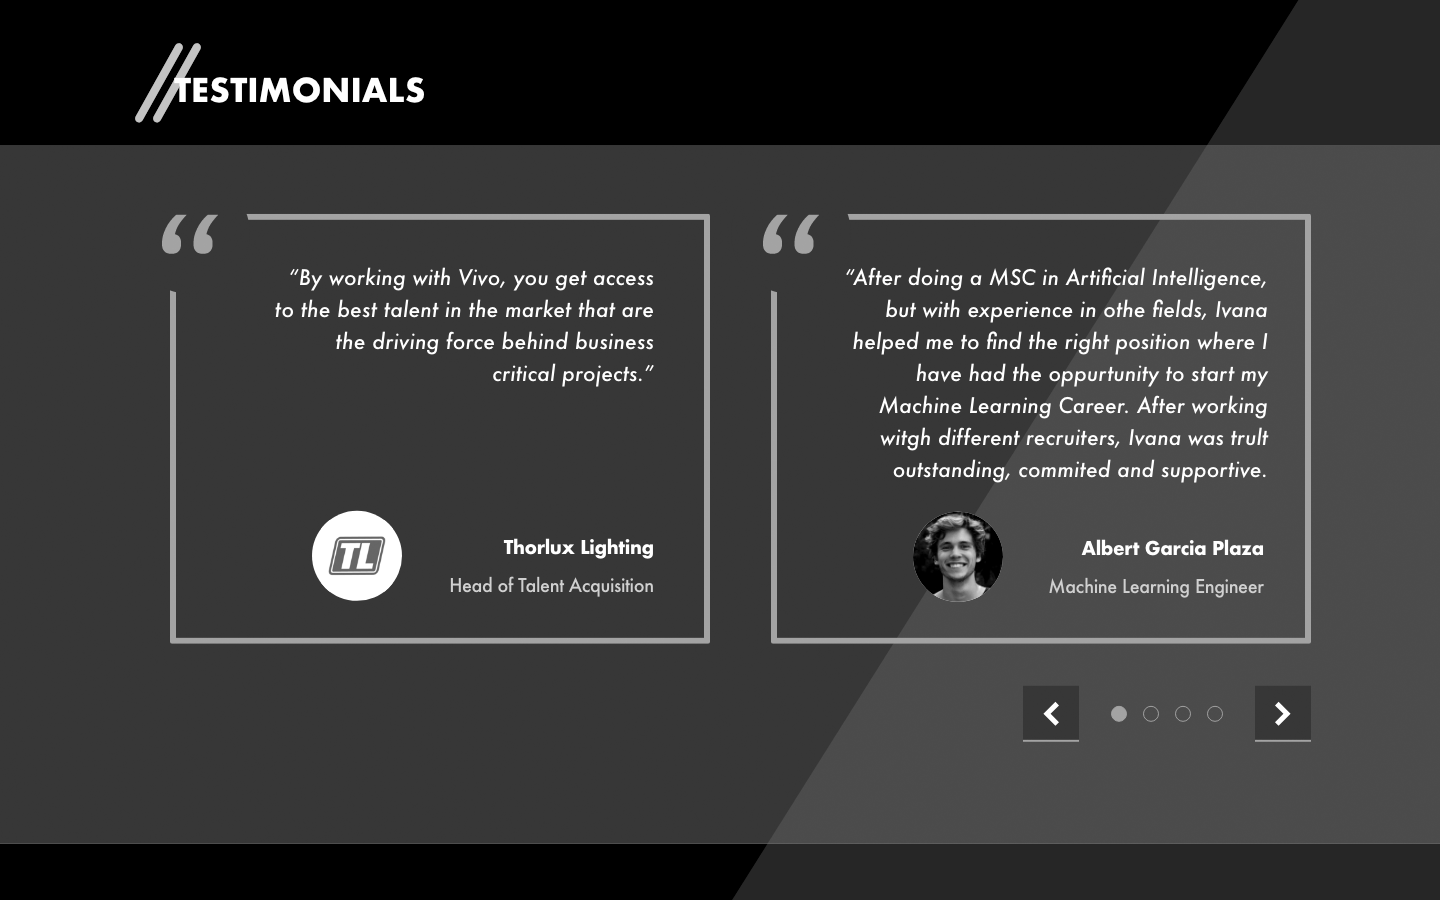 TESTIMONIALS
“By working with Vivo, you get access
to the best talent in the market that are
the driving force behind business
critical projects.”
TL
Thorlux Lighting
Head of Talent Acquisition
“After doing a MSC in Artificial Intelligence,
but with experience in othe fields, Ivana
helped me to find the right position where I
have had the oppurtunity to start my
Machine Learning Career. After working
witgh different recruiters, Ivana was trult
outstanding, commited and supportive.
Albert Garcia Plaza
Machine Learning Engineer